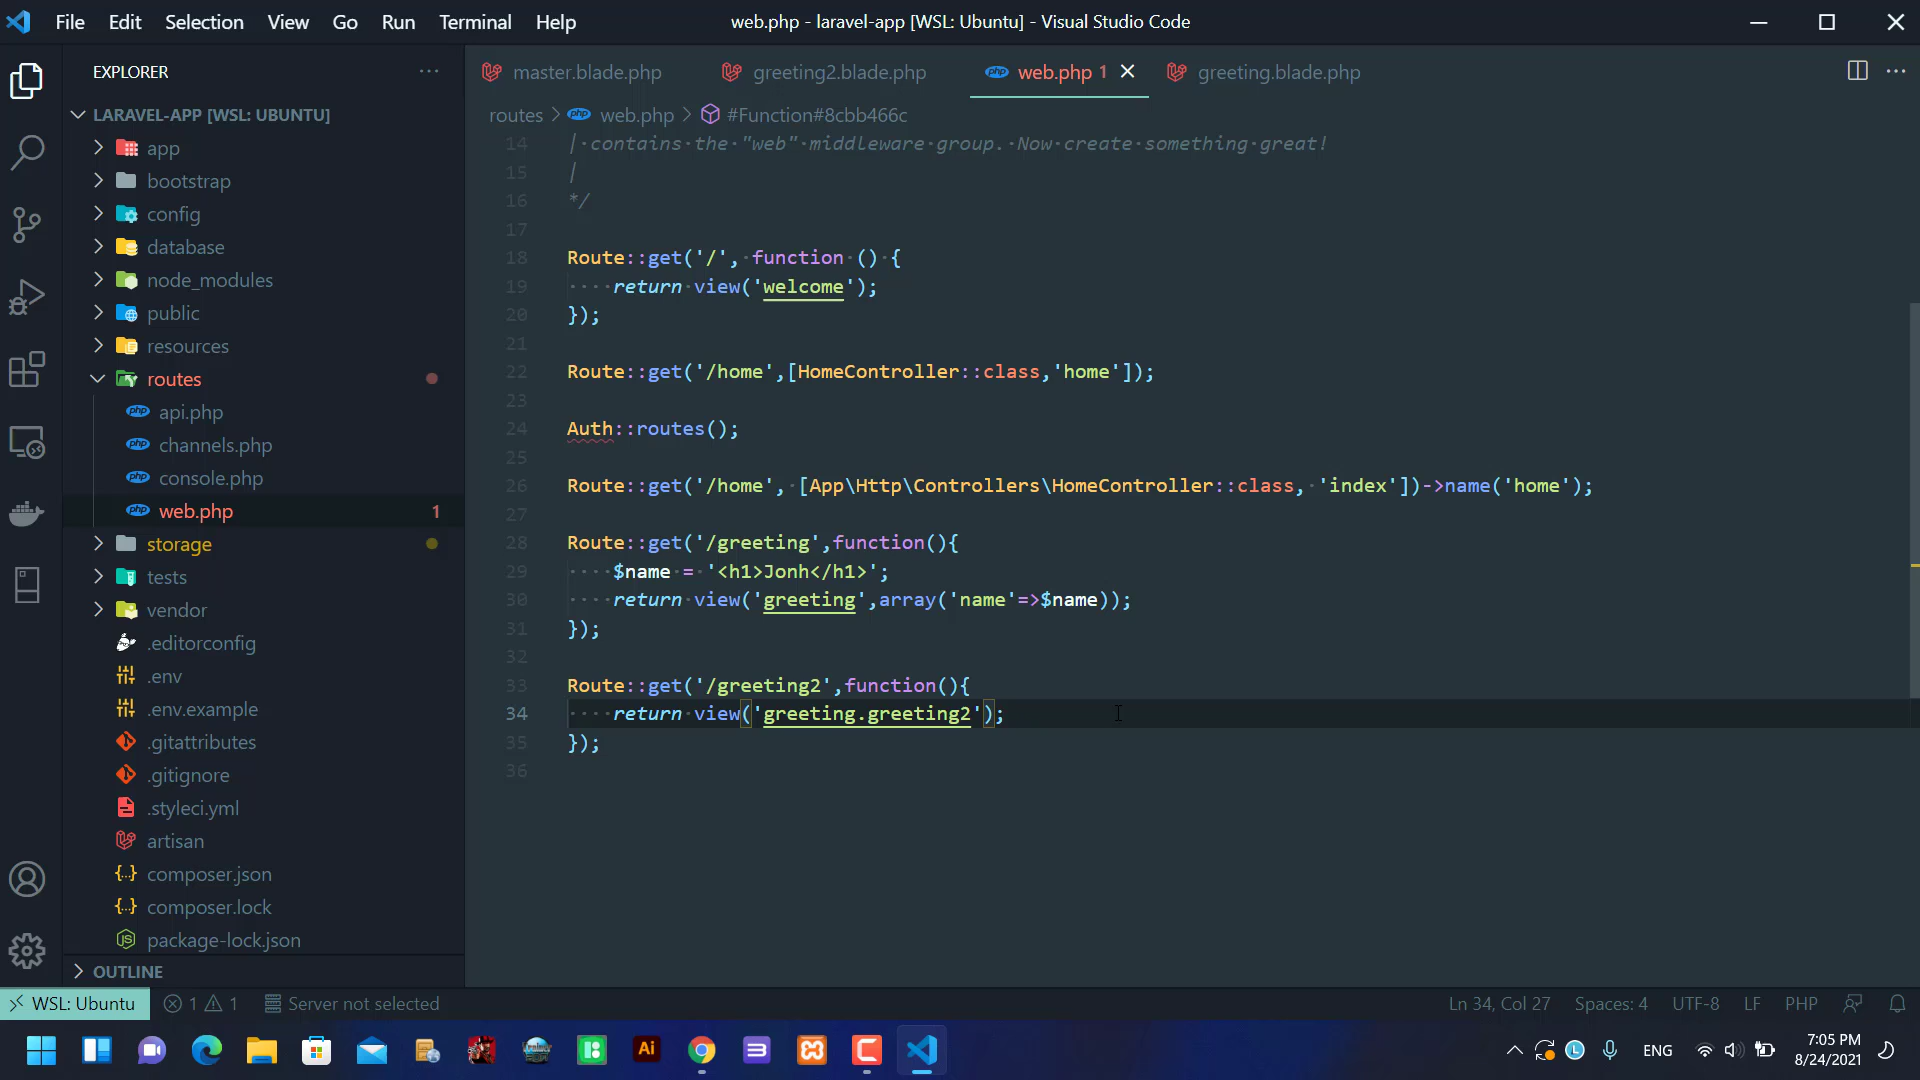 File Edit Selection View Go Run Terminal Help
web.php - laravel-app [WSL: Ubuntu] - Visual Studio Code
EXPLORER
LARAVEL-APP [WSL: UBUNTU]
app
bootstrap
config
database
node_modules
public
resources
routes
api.php
channels.php
console.php
web.php 1
storage
tests
vendor
.editorconfig
.env
.env.example
.gitattributes
.gitignore
.styleci.yml
artisan
composer.json
composer.lock
package-lock.json
OUTLINE
master.blade.php greeting2.blade.php web.php 1 greeting.blade.php
routes > web.php > #Function#8cbb466c
14 | contains the "web" middleware group. Now create something great!
15 |
16 */
17
18 Route::get('/', function () {
19 return view('welcome');
20 });
21
22 Route::get('/home',[HomeController::class,'home']);
23
24 Auth::routes();
25
26 Route::get('/home', [App\Http\Controllers\HomeController::class, 'index'])->name('home');
27
28 Route::get('/greeting',function(){
29 $name = '<h1>Jonh</h1>';
30 return view('greeting',array('name'=>$name));
31 });
32
33 Route::get('/greeting2',function(){
34 return view('greeting.greeting2');
35 });
36
WSL: Ubuntu 1 1 Server not selected Ln 34, Col 27 Spaces: 4 UTF-8 LF PHP
Ai ENG 7:05 PM
8/24/2021